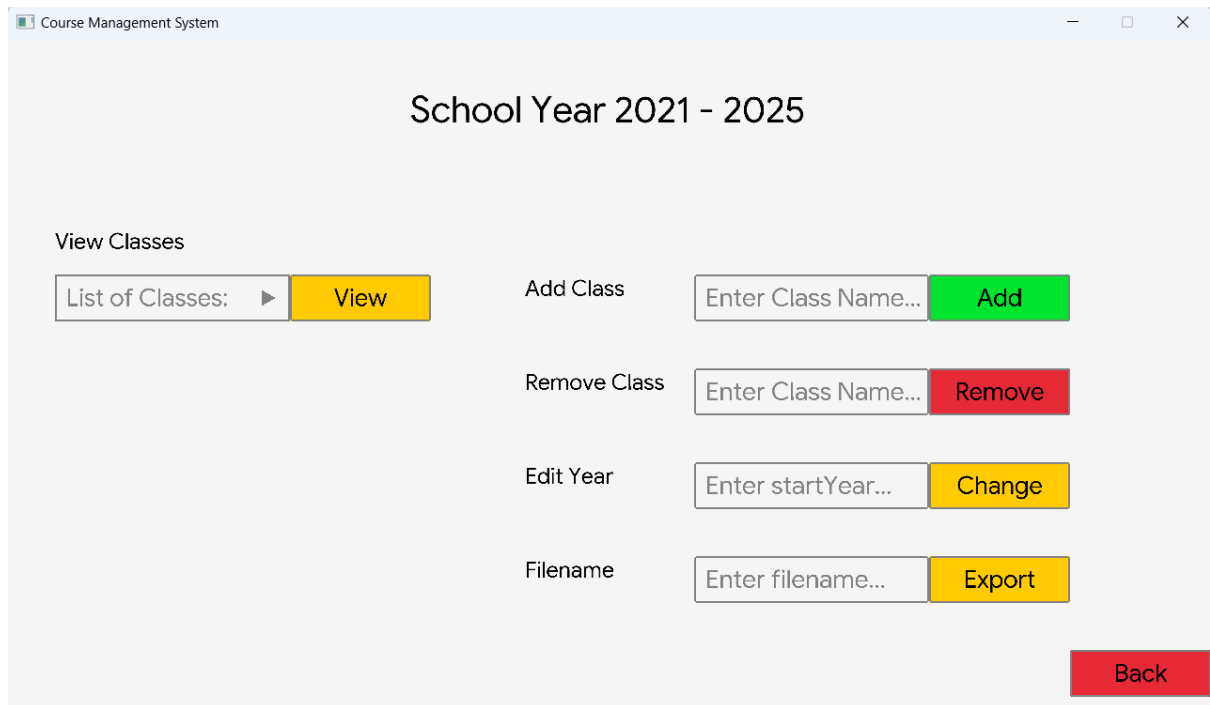 Course Management System
School Year 2021 - 2025
View Classes
List of Classes: View
Add Class Enter Class Name... Add
Remove Class Enter Class Name... Remove
Edit Year Enter startYear... Change
Filename Enter filename... Export
Back